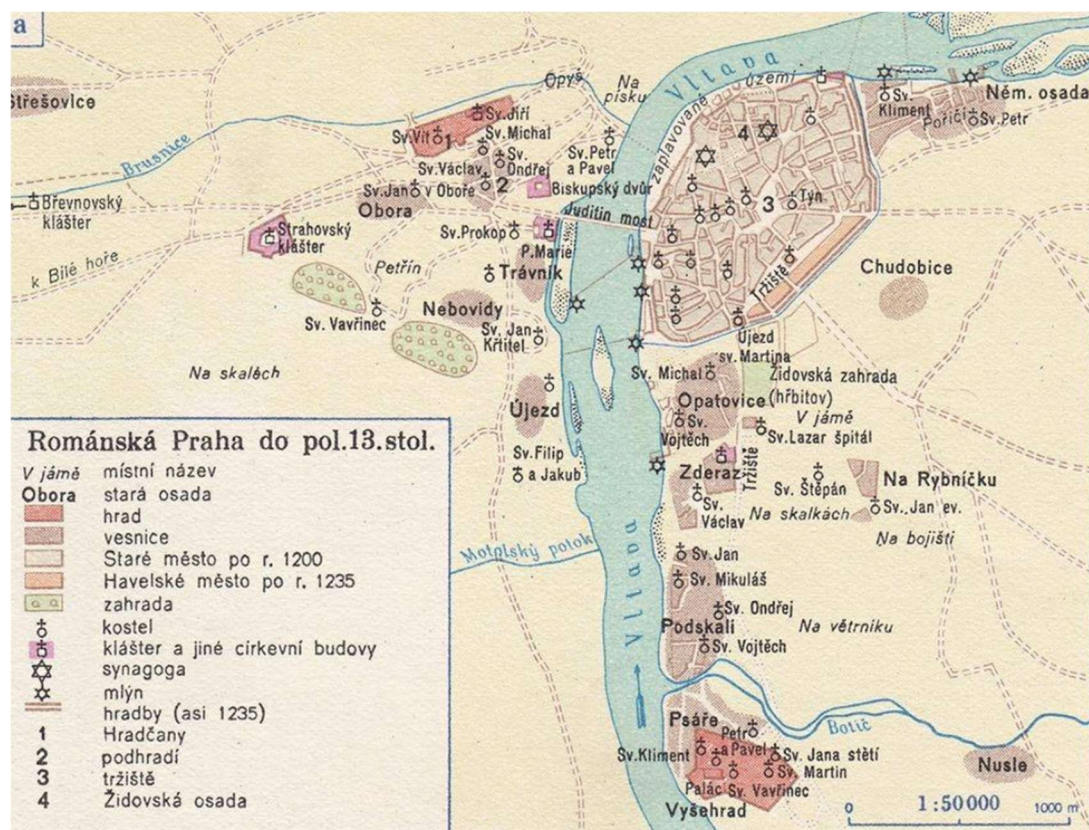 a
Střešovice
Brusnice
Břevnovský
klášter
k Bílé hoře
Strahovský
klášter
Opyš
Na
písku
Sv. Jiří
Sv. Vít
1
Sv. Michal
Sv. Václav
Sv.
Ondřej
2
Sv. Jan v Oboře
Obora
Sv. Petr
a Pavel
Biskupský dvůr
Juditin most
Sv. Prokop
P. Marie
Petřín
Trávník
Nebovidy
Sv. Vavřinec
Sv. Jan
Křtitel
Na skalách
Újezd
Sv. Filip
a Jakub
Motolský potok
Vltava
zaplavované území
4
3
Týn
Tržiště
Sv.
Kliment
Poříčí
Něm. osada
Sv. Petr
Chudobice
Újezd
sv. Martina
Sv. Michal
Židovská zahrada
(hřbitov)
Opatovice
V jámě
Sv.
Vojtěch
Sv. Lazar špitál
Zderaz
Tržiště
Sv. Štěpán
Na Rybníčku
Sv.
Václav
Na skalkách
Sv. Jan ev.
Na bojišti
Sv. Jan
Sv. Mikuláš
Vltava
Sv. Ondřej
Podskalí
Na větrníku
Sv. Vojtěch
Psáře
Botič
Petr
a Pavel
Sv. Kliment
Sv. Jana stětí
Sv. Martin
Palác
Sv. Vavřinec
Vyšehrad
Nusle
1:50000
0
1000 m
Románská Praha do pol.13.stol.
V jámě místní název
Obora stará osada
hrad
vesnice
Staré město po r. 1200
Havelské město po r. 1235
zahrada
kostel
klášter a jiné církevní budovy
synagoga
mlýn
hradby (asi 1235)
1 Hradčany
2 podhradí
3 tržiště
4 Židovská osada